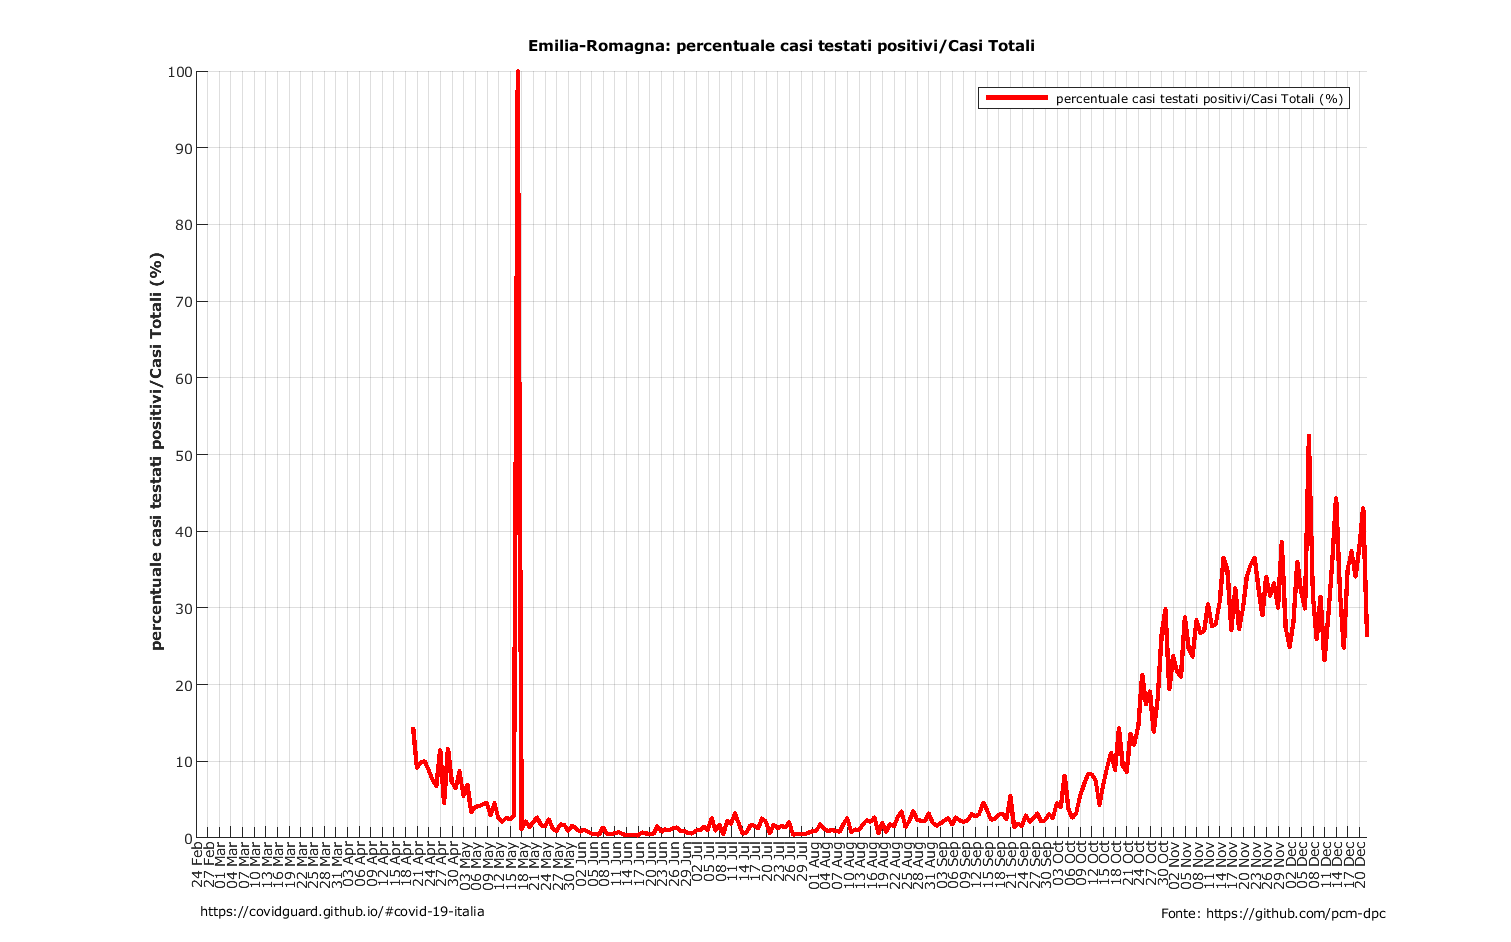 Emilia-Romagna: percentuale casi testati positivi/Casi Totali
percentuale casi testati positivi/Casi Totali (%)
percentuale casi testati positivi/Casi Totali (%)
100
90
80
70
60
50
40
30
20
10
0
24 Feb
27 Feb
01 Mar
04 Mar
07 Mar
10 Mar
13 Mar
16 Mar
19 Mar
22 Mar
25 Mar
28 Mar
31 Mar
03 Apr
06 Apr
09 Apr
12 Apr
15 Apr
18 Apr
21 Apr
24 Apr
27 Apr
30 Apr
03 May
06 May
09 May
12 May
15 May
18 May
21 May
24 May
27 May
30 May
02 Jun
05 Jun
08 Jun
11 Jun
14 Jun
17 Jun
20 Jun
23 Jun
26 Jun
29 Jun
02 Jul
05 Jul
08 Jul
11 Jul
14 Jul
17 Jul
20 Jul
23 Jul
26 Jul
29 Jul
01 Aug
04 Aug
07 Aug
10 Aug
13 Aug
16 Aug
19 Aug
22 Aug
25 Aug
28 Aug
31 Aug
03 Sep
06 Sep
09 Sep
12 Sep
15 Sep
18 Sep
21 Sep
24 Sep
27 Sep
30 Sep
03 Oct
06 Oct
09 Oct
12 Oct
15 Oct
18 Oct
21 Oct
24 Oct
27 Oct
30 Oct
02 Nov
05 Nov
08 Nov
11 Nov
14 Nov
17 Nov
20 Nov
23 Nov
26 Nov
29 Nov
02 Dec
05 Dec
08 Dec
11 Dec
14 Dec
17 Dec
20 Dec
https://covidguard.github.io/#covid-19-italia
Fonte: https://github.com/pcm-dpc